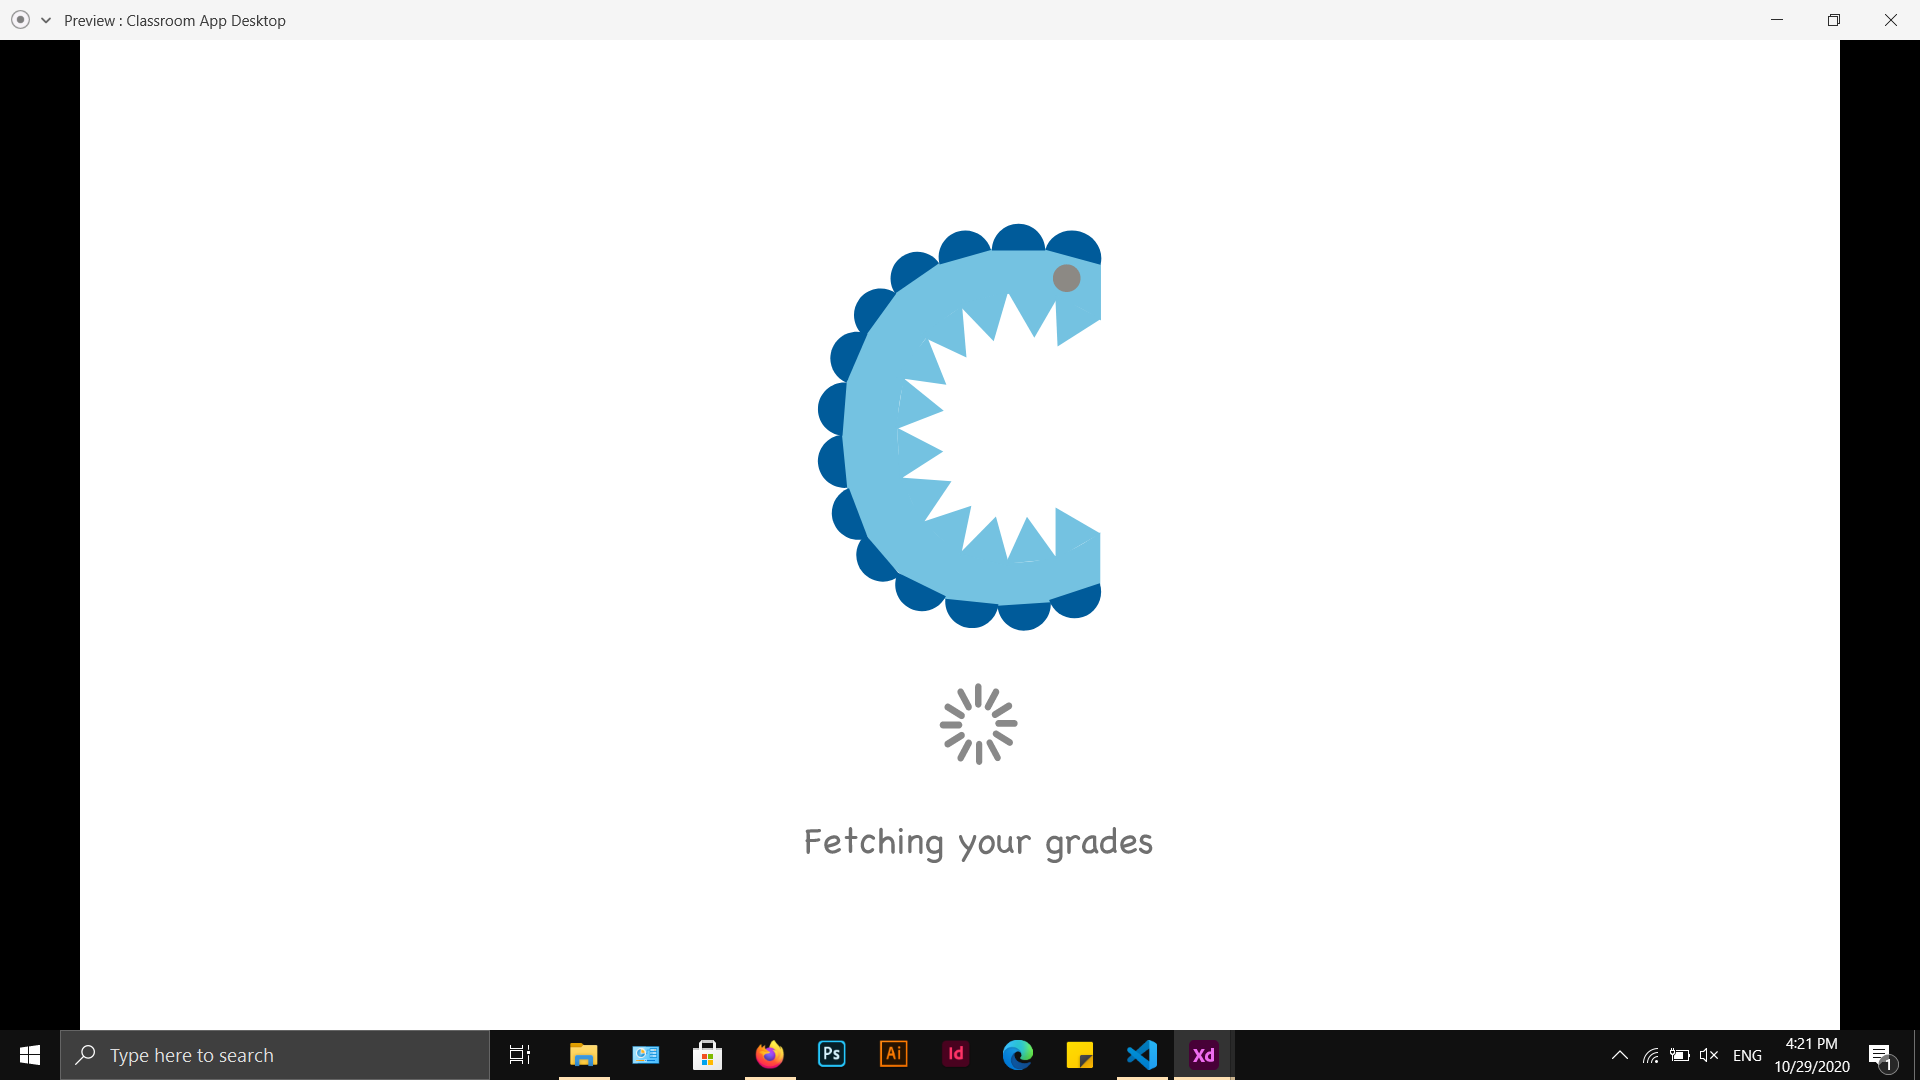 Preview : Classroom App Desktop
Fetching your grades
Type here to search
Ps
Ai
Id
Xd
ENG
4:21 PM
10/29/2020
1